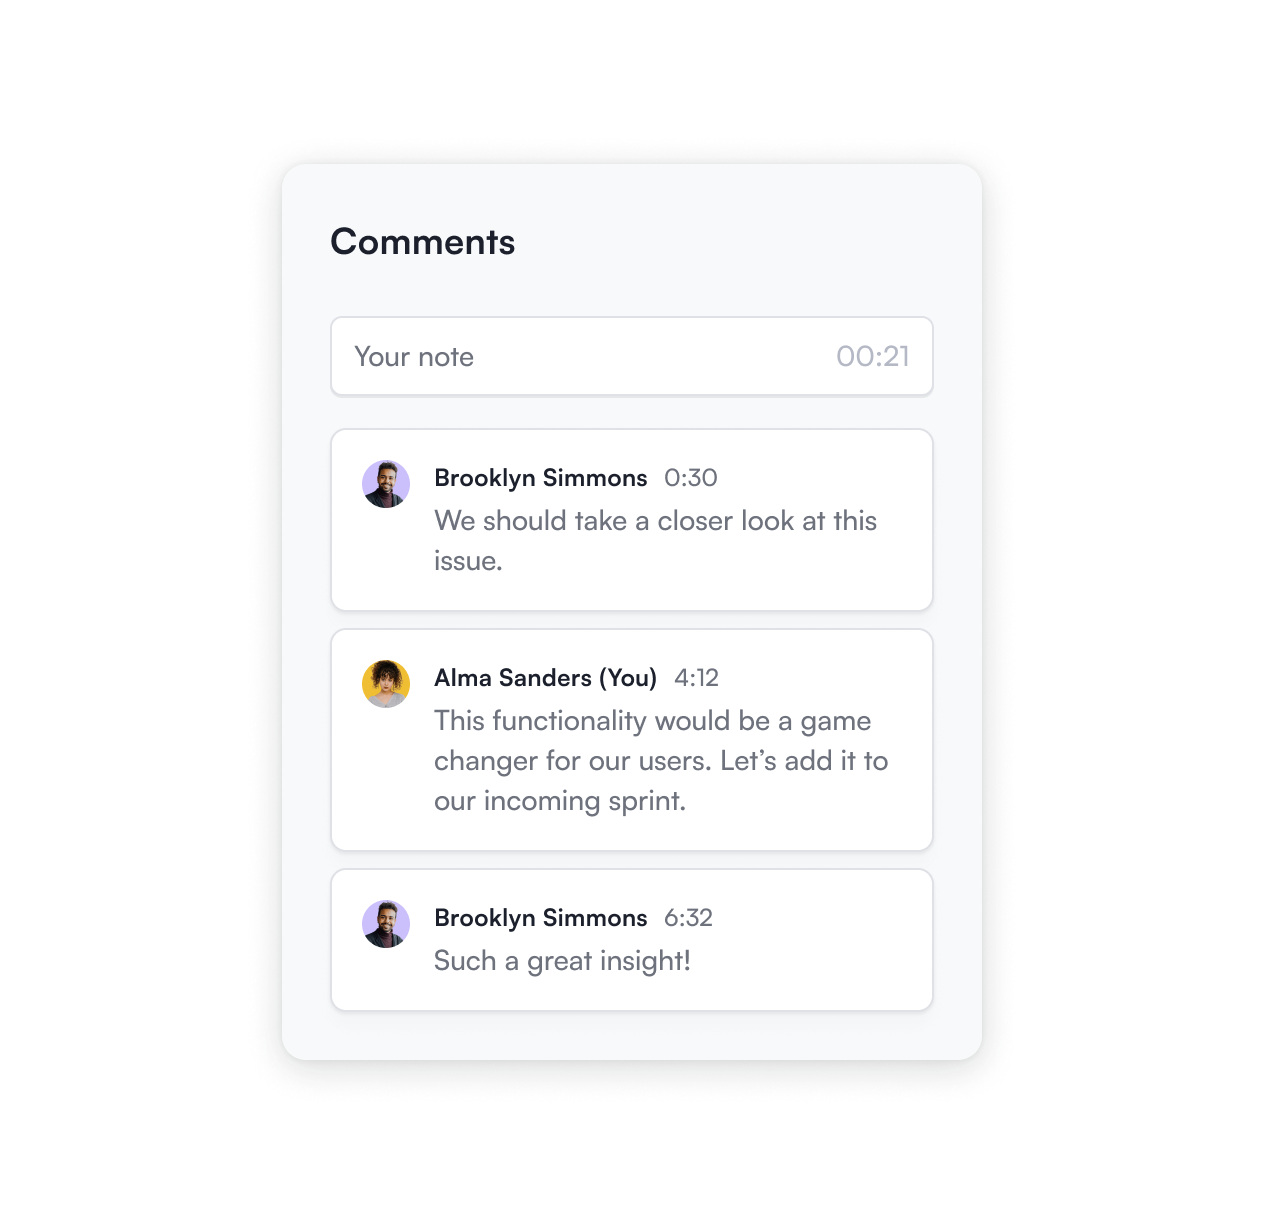 Comments
Your note 00:21
Brooklyn Simmons 0:30
We should take a closer look at this
issue.
Alma Sanders (You) 4:12
This functionality would be a game
changer for our users. Let’s add it to
our incoming sprint.
Brooklyn Simmons 6:32
Such a great insight!